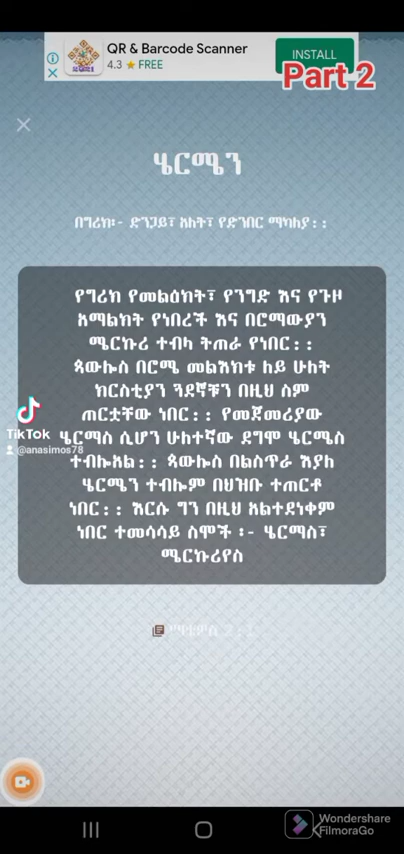 QR & Barcode Scanner
4.3 ★ FREE
INSTALL
Part 2
ሄርሜን
በግሪክ፡- ድንጋይ፣ አለት፣ የድንበር ማካለያ፡፡
የግሪክ የመልዕክት፣ የንግድ እና የጉዞ
አማልክት የነበረች እና በሮማውያን
ሜርኩሪ ተብላ ትጠራ የነበር፡፡
ጳውሎስ በሮሜ መልእክቱ ለይ ሁለት
ክርስቲያን ጓደኞቹን በዚህ ስም
ጠርቷቸው ነበር፡፡ የመጀመሪያው
ሄርማስ ሲሆን ሁለተኛው ደግሞ ሄርሜስ
ተብሎአል፡፡ ጳውሎስ በልስጥራ እያለ
ሄርሜን ተብሎም በህዝቡ ተጠርቶ
ነበር፡፡ እርሱ ግን በዚህ አልተደነቀም
ነበር ተመሳሳይ ስሞች ፡- ሄርማስ፣
ሜርኩሪየስ
TikTok
@anasimos78
Wondershare
FilmoraGo